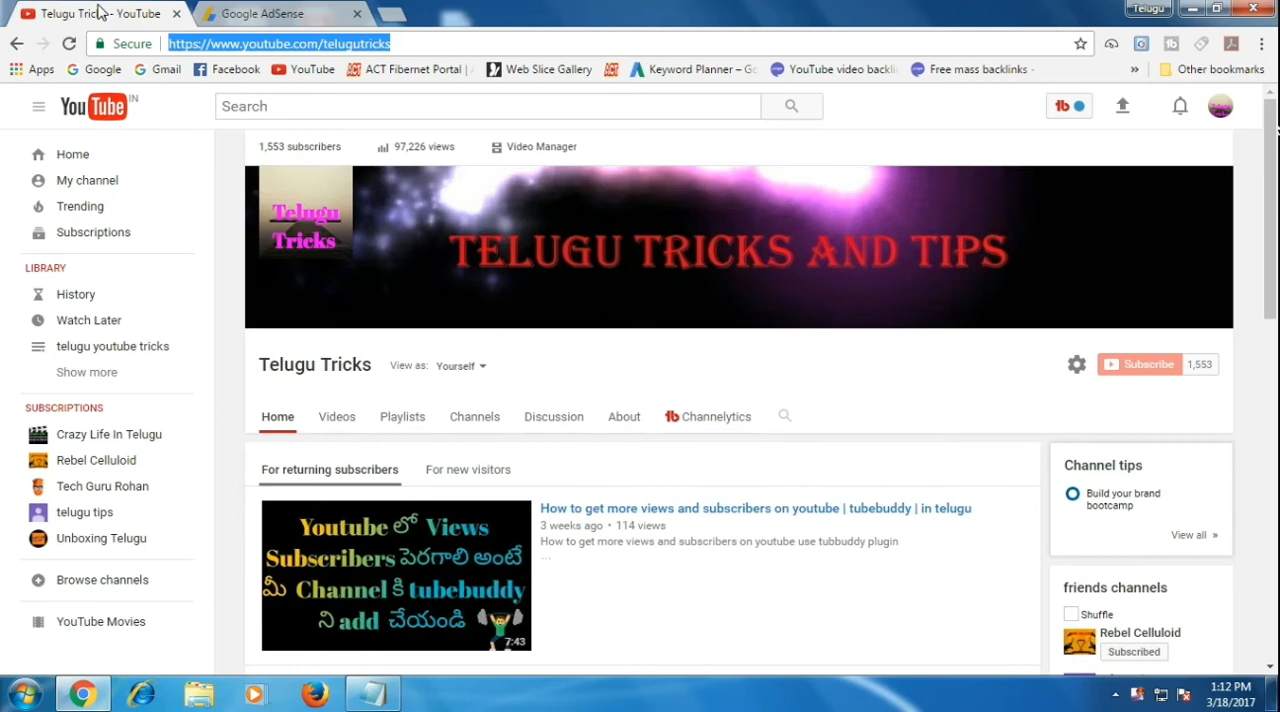 Telugu Tricks - YouTube
Google AdSense
Telugu
Secure
https://www.youtube.com/telugutricks
Apps
Google
Gmail
Facebook
YouTube
ACT Fibernet Portal
Web Slice Gallery
Keyword Planner – Go
YouTube video backli
Free mass backlinks -
»
Other bookmarks
YouTube IN
Search
tb
Home
My channel
Trending
Subscriptions
LIBRARY
History
Watch Later
telugu youtube tricks
Show more
SUBSCRIPTIONS
Crazy Life In Telugu
Rebel Celluloid
Tech Guru Rohan
telugu tips
Unboxing Telugu
Browse channels
YouTube Movies
1,553 subscribers
97,226 views
Video Manager
Telugu
Tricks
TELUGU TRICKS AND TIPS
Telugu Tricks
View as: Yourself
Subscribe
1,553
Home
Videos
Playlists
Channels
Discussion
About
tb Channelytics
For returning subscribers
For new visitors
Youtube లో Views
Subscribers పెరగాలి అంటే
మీ Channel కి tubebuddy
ని add చేయండి
7:43
How to get more views and subscribers on youtube | tubebuddy | in telugu
3 weeks ago • 114 views
How to get more views and subscribers on youtube use tubbuddy plugin
...
Channel tips
Build your brand
bootcamp
View all »
friends channels
Shuffle
Rebel Celluloid
Subscribed
1:12 PM
3/18/2017